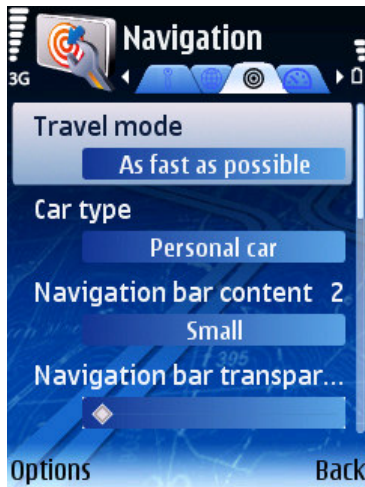 Navigation
3G
Travel mode
As fast as possible
Car type
Personal car
Navigation bar content 2
Small
Navigation bar transpar...
Options Back